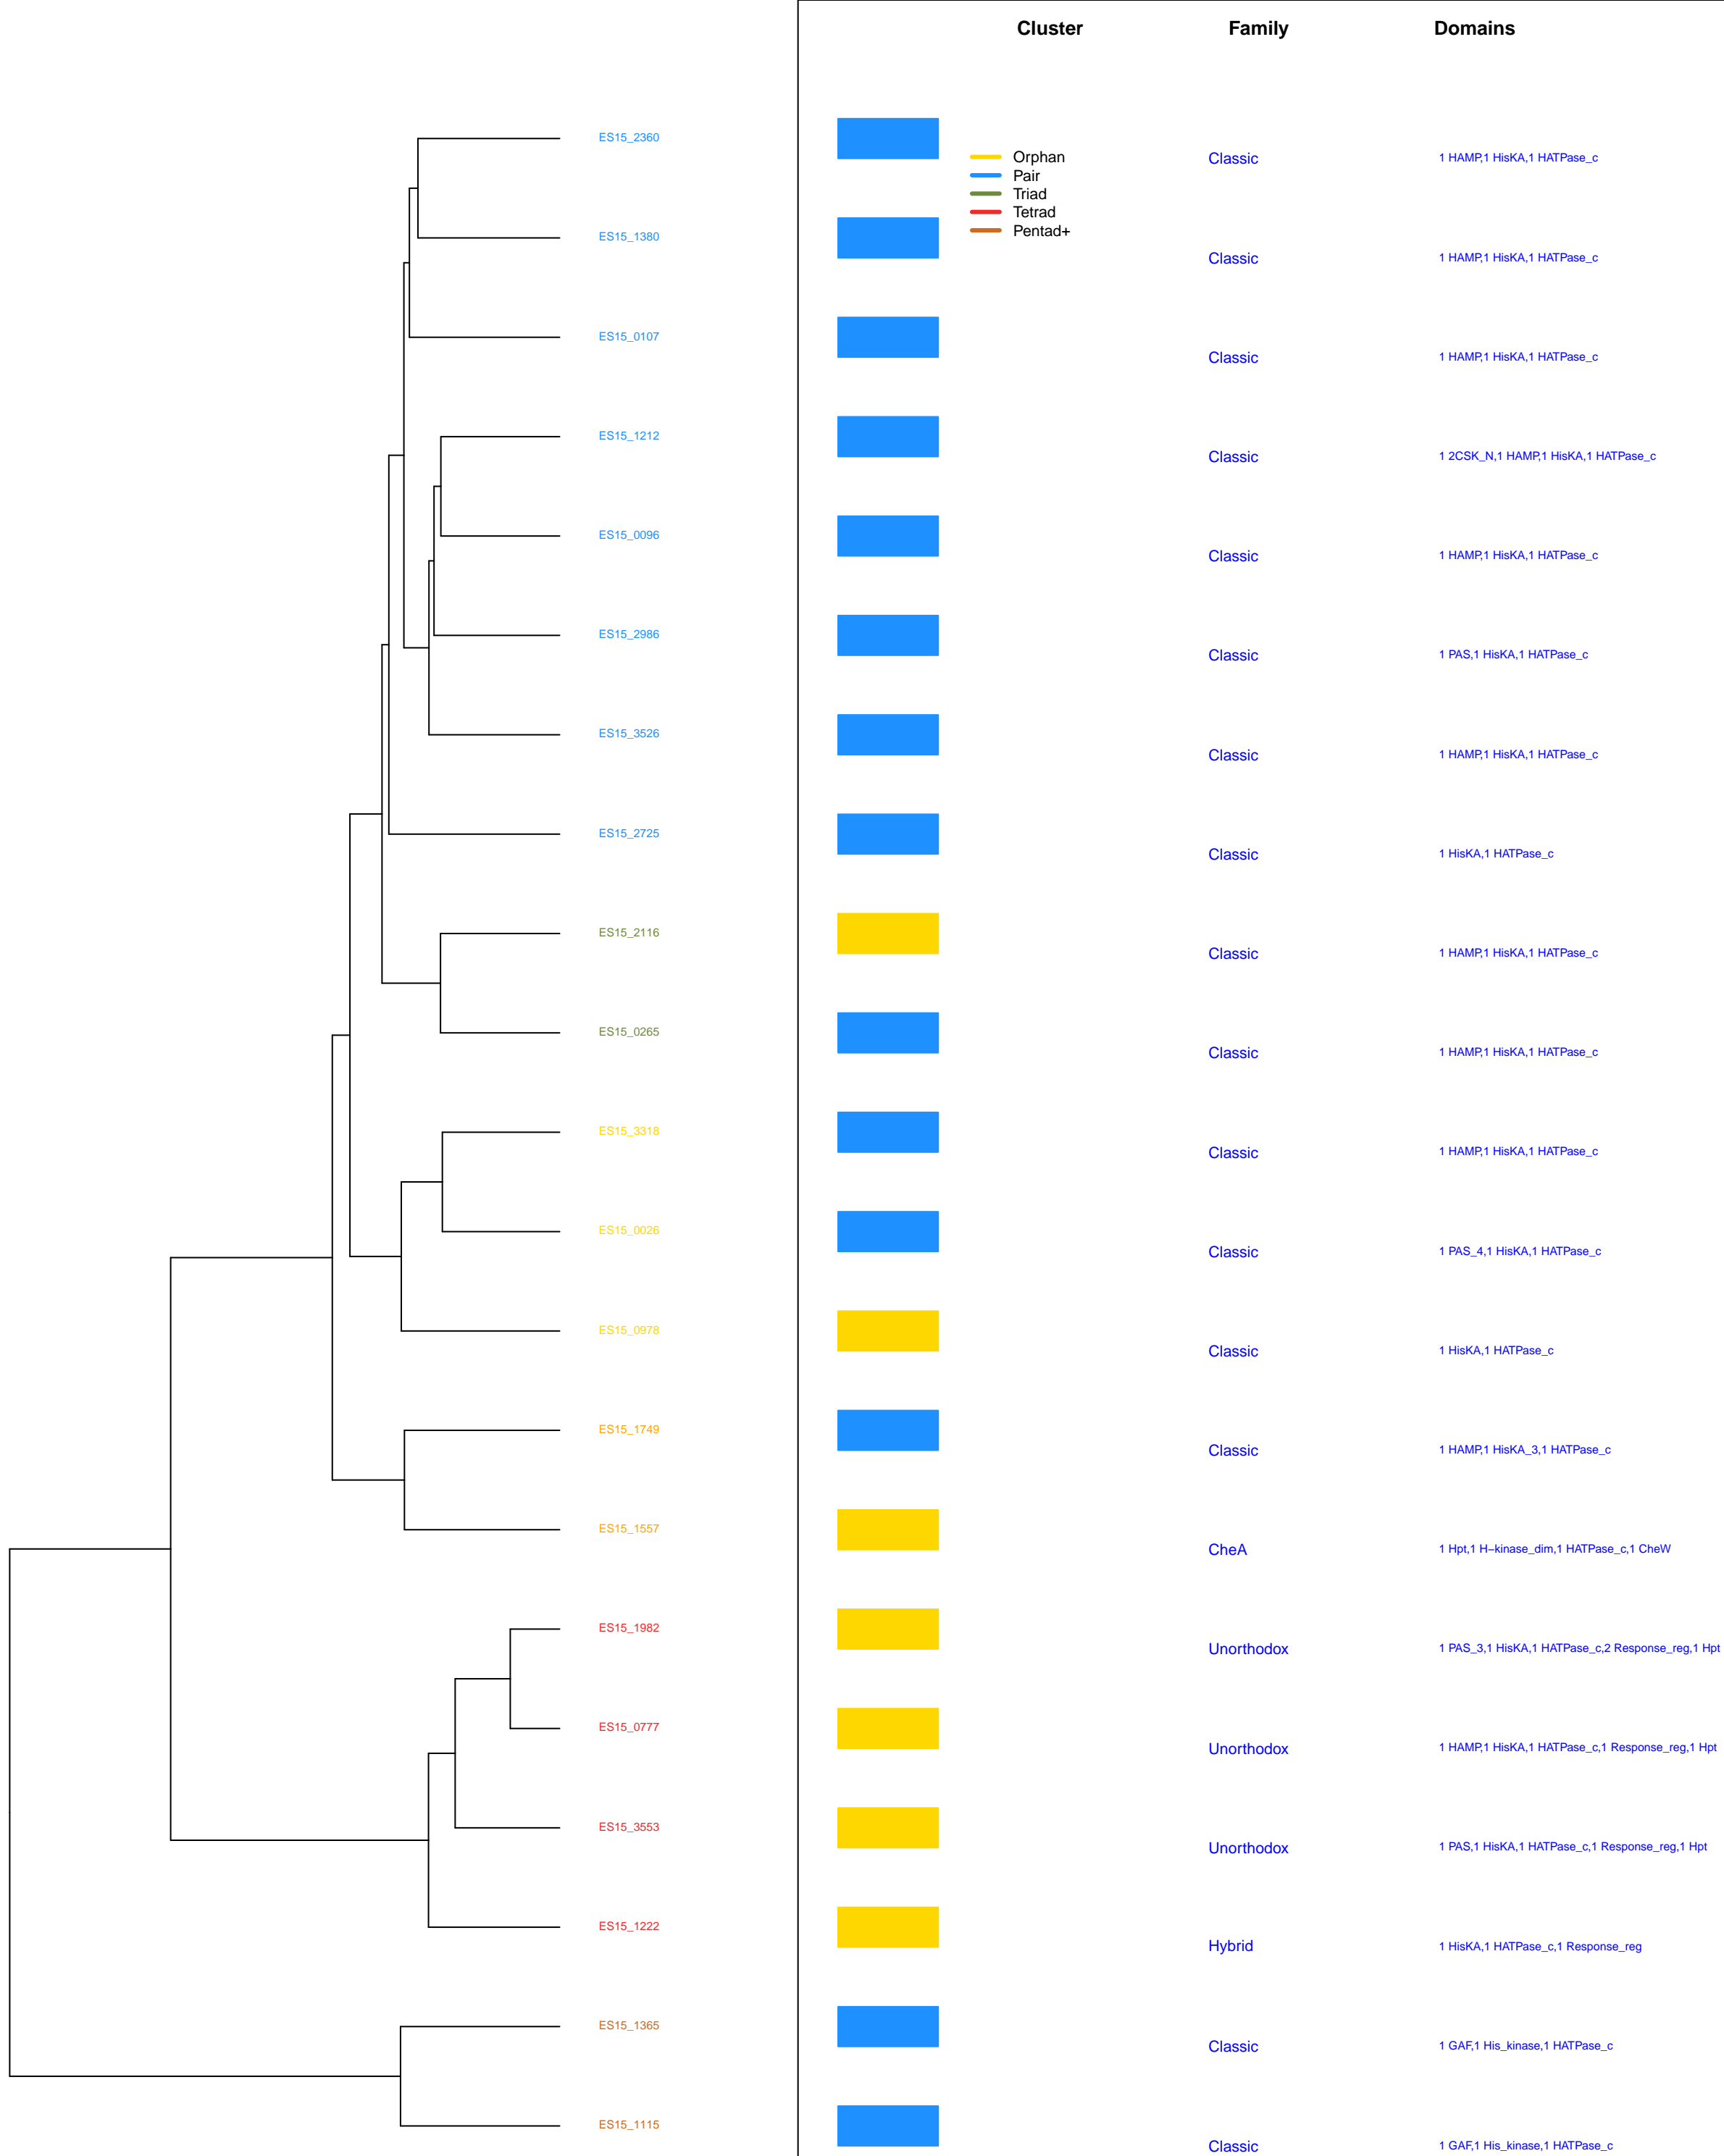 Cluster Family Domains
ES15_2360
Orphan
Classic 1 HAMP,1 HisKA,1 HATPase_c
Pair
Triad
Tetrad
Pentad+
ES15_1380
Classic 1 HAMP,1 HisKA,1 HATPase_c
ES15_0107
Classic 1 HAMP,1 HisKA,1 HATPase_c
ES15_1212
Classic 1 2CSK_N,1 HAMP,1 HisKA,1 HATPase_c
ES15_0096
Classic 1 HAMP,1 HisKA,1 HATPase_c
ES15_2986
Classic 1 PAS,1 HisKA,1 HATPase_c
ES15_3526
Classic 1 HAMP,1 HisKA,1 HATPase_c
ES15_2725
Classic 1 HisKA,1 HATPase_c
ES15_2116
Classic 1 HAMP,1 HisKA,1 HATPase_c
ES15_0265
Classic 1 HAMP,1 HisKA,1 HATPase_c
ES15_3318
Classic 1 HAMP,1 HisKA,1 HATPase_c
ES15_0026
Classic 1 PAS_4,1 HisKA,1 HATPase_c
ES15_0978
Classic 1 HisKA,1 HATPase_c
ES15_1749
Classic 1 HAMP,1 HisKA_3,1 HATPase_c
ES15_1557
CheA 1 Hpt,1 H−kinase_dim,1 HATPase_c,1 CheW
ES15_1982
Unorthodox 1 PAS_3,1 HisKA,1 HATPase_c,2 Response_reg,1 Hpt
ES15_0777
Unorthodox 1 HAMP,1 HisKA,1 HATPase_c,1 Response_reg,1 Hpt
ES15_3553
Unorthodox 1 PAS,1 HisKA,1 HATPase_c,1 Response_reg,1 Hpt
ES15_1222
Hybrid 1 HisKA,1 HATPase_c,1 Response_reg
ES15_1365
Classic 1 GAF,1 His_kinase,1 HATPase_c
ES15_1115
Classic 1 GAF,1 His_kinase,1 HATPase_c